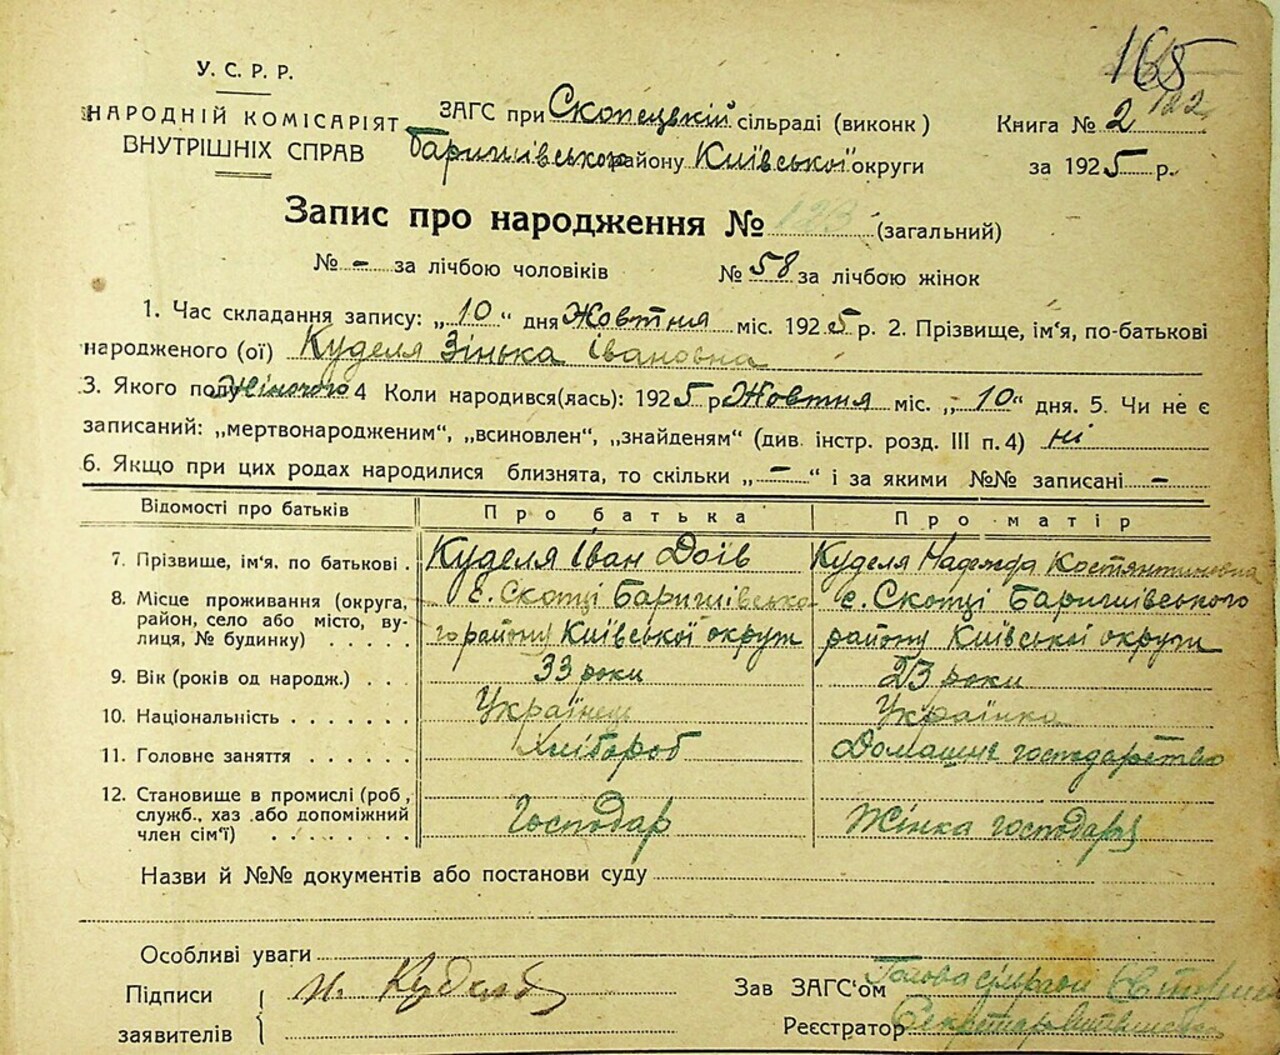 165
122
У. С. Р. Р.
НАРОДНІЙ КОМІСАРІЯТ
ВНУТРІШНІХ СПРАВ
ЗАГС при Скопецькій сільраді (виконк)
Баришівського району Київської округи
Книга № 2
за 1925 р.
Запис про народження № 123 (загальний)
№ - за лічбою чоловіків № 58 за лічбою жінок
1. Час складання запису: „10“ дня Жовтня міс. 1925 р. 2. Прізвище, ім'я, по-батькові
народженого (ої) Куделя Зінька Івановна
3. Якого полу Жіночого 4 Коли народився(лась): 1925 р Жовтня міс. „10“ дня. 5. Чи не є
записаний: „мертвонародженим“, „всиновлен“, „знайденям“ (див. інстр. розд. III п. 4) ні
6. Якщо при цих родах народилися близнята, то скільки „-“ і за якими №№ записані -
Відомості про батьків Про батька Про матір
7. Прізвище, ім'я, по батькові . Куделя Іван Куделя Надежда Костянтиновна
8. Місце проживання (округа, с. Скопці Баришівсько- с. Скопці Баришівського
район, село або місто, ву-
лиця, № будинку) . . . . . го району Київської округи району Київської округи
9. Вік (років од народж.) . . . 33 роки 23 роки
10. Національність . . . . . . . Українець Українка
11. Головне заняття . . . . . . Хлібороб Домашнє господарство
12. Становище в промислі (роб.,
служб., хаз. або допоміжний
член сім'ї) . . . . . . . Господар Жінка господаря
Назви й №№ документів або постанови суду
Особливі уваги
Підписи
заявителів
Зав ЗАГС'ом Голова сільради
Реєстратор Секретар